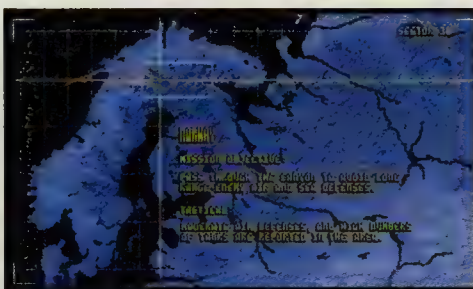 MISSION OBJECTIVE
PASS THROUGH THE CANYON TO AVOID LONG
RANGE ENEMY AIR AND SEA DEFENSES.
TACTICAL
MODERATE AIR DEFENSES, AND HIGH NUMBERS
OF TANKS ARE REPORTED IN THE AREA.